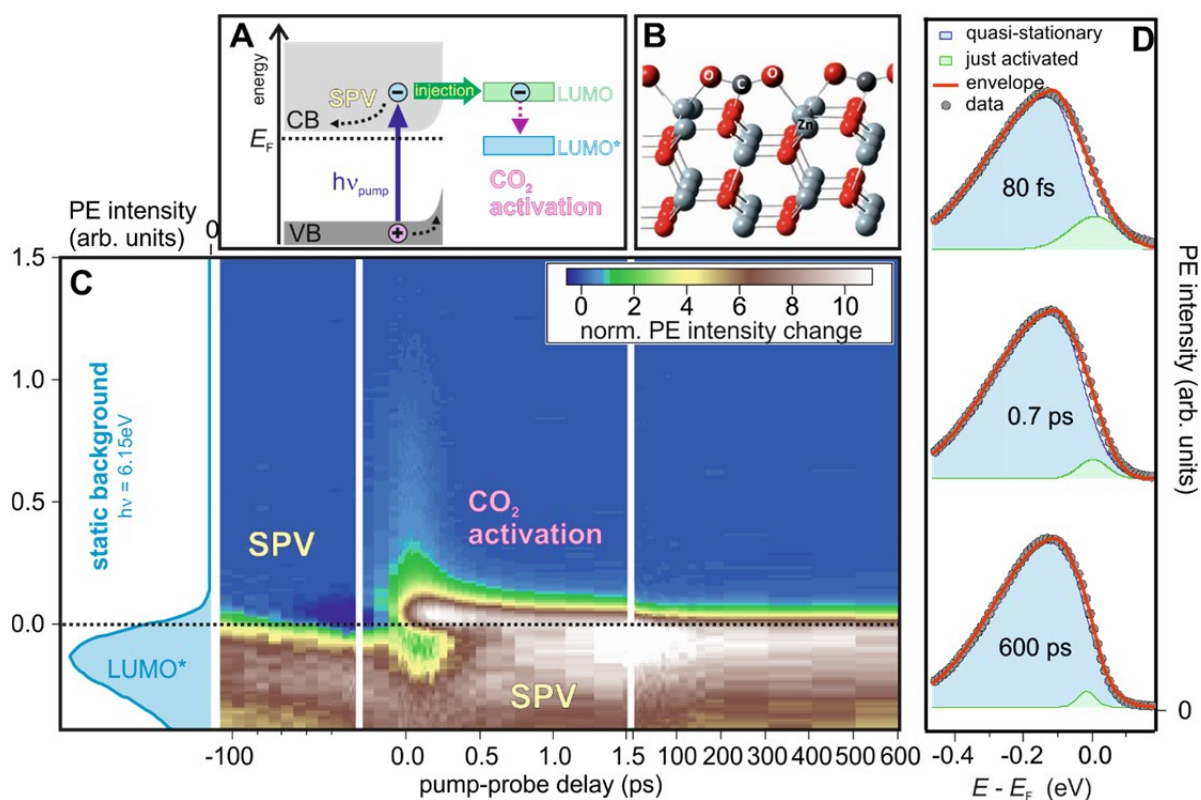 A
energy
SPV
injection
LUMO
CB
E_F
LUMO*
hν_pump
CO₂
activation
VB
B
O
C
O
Zn
PE intensity
(arb. units)
0
C
1.5
1.0
0.5
0.0
static background
hν = 6.15eV
LUMO*
SPV
CO₂
activation
SPV
0 2 4 6 8 10
norm. PE intensity change
-100 0.0 0.5 1.0 1.5 100 200 300 400 500 600
pump-probe delay (ps)
D
quasi-stationary
just activated
envelope
data
80 fs
0.7 ps
600 ps
PE intensity
(arb. units)
0
-0.4 -0.2 0.0
E - E_F (eV)